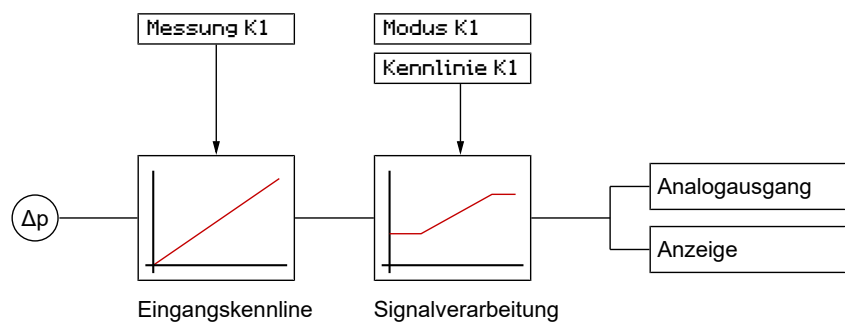 Messung K1
Modus K1
Kennlinie K1
Δp
Analogausgang
Anzeige
Eingangskennline
Signalverarbeitung